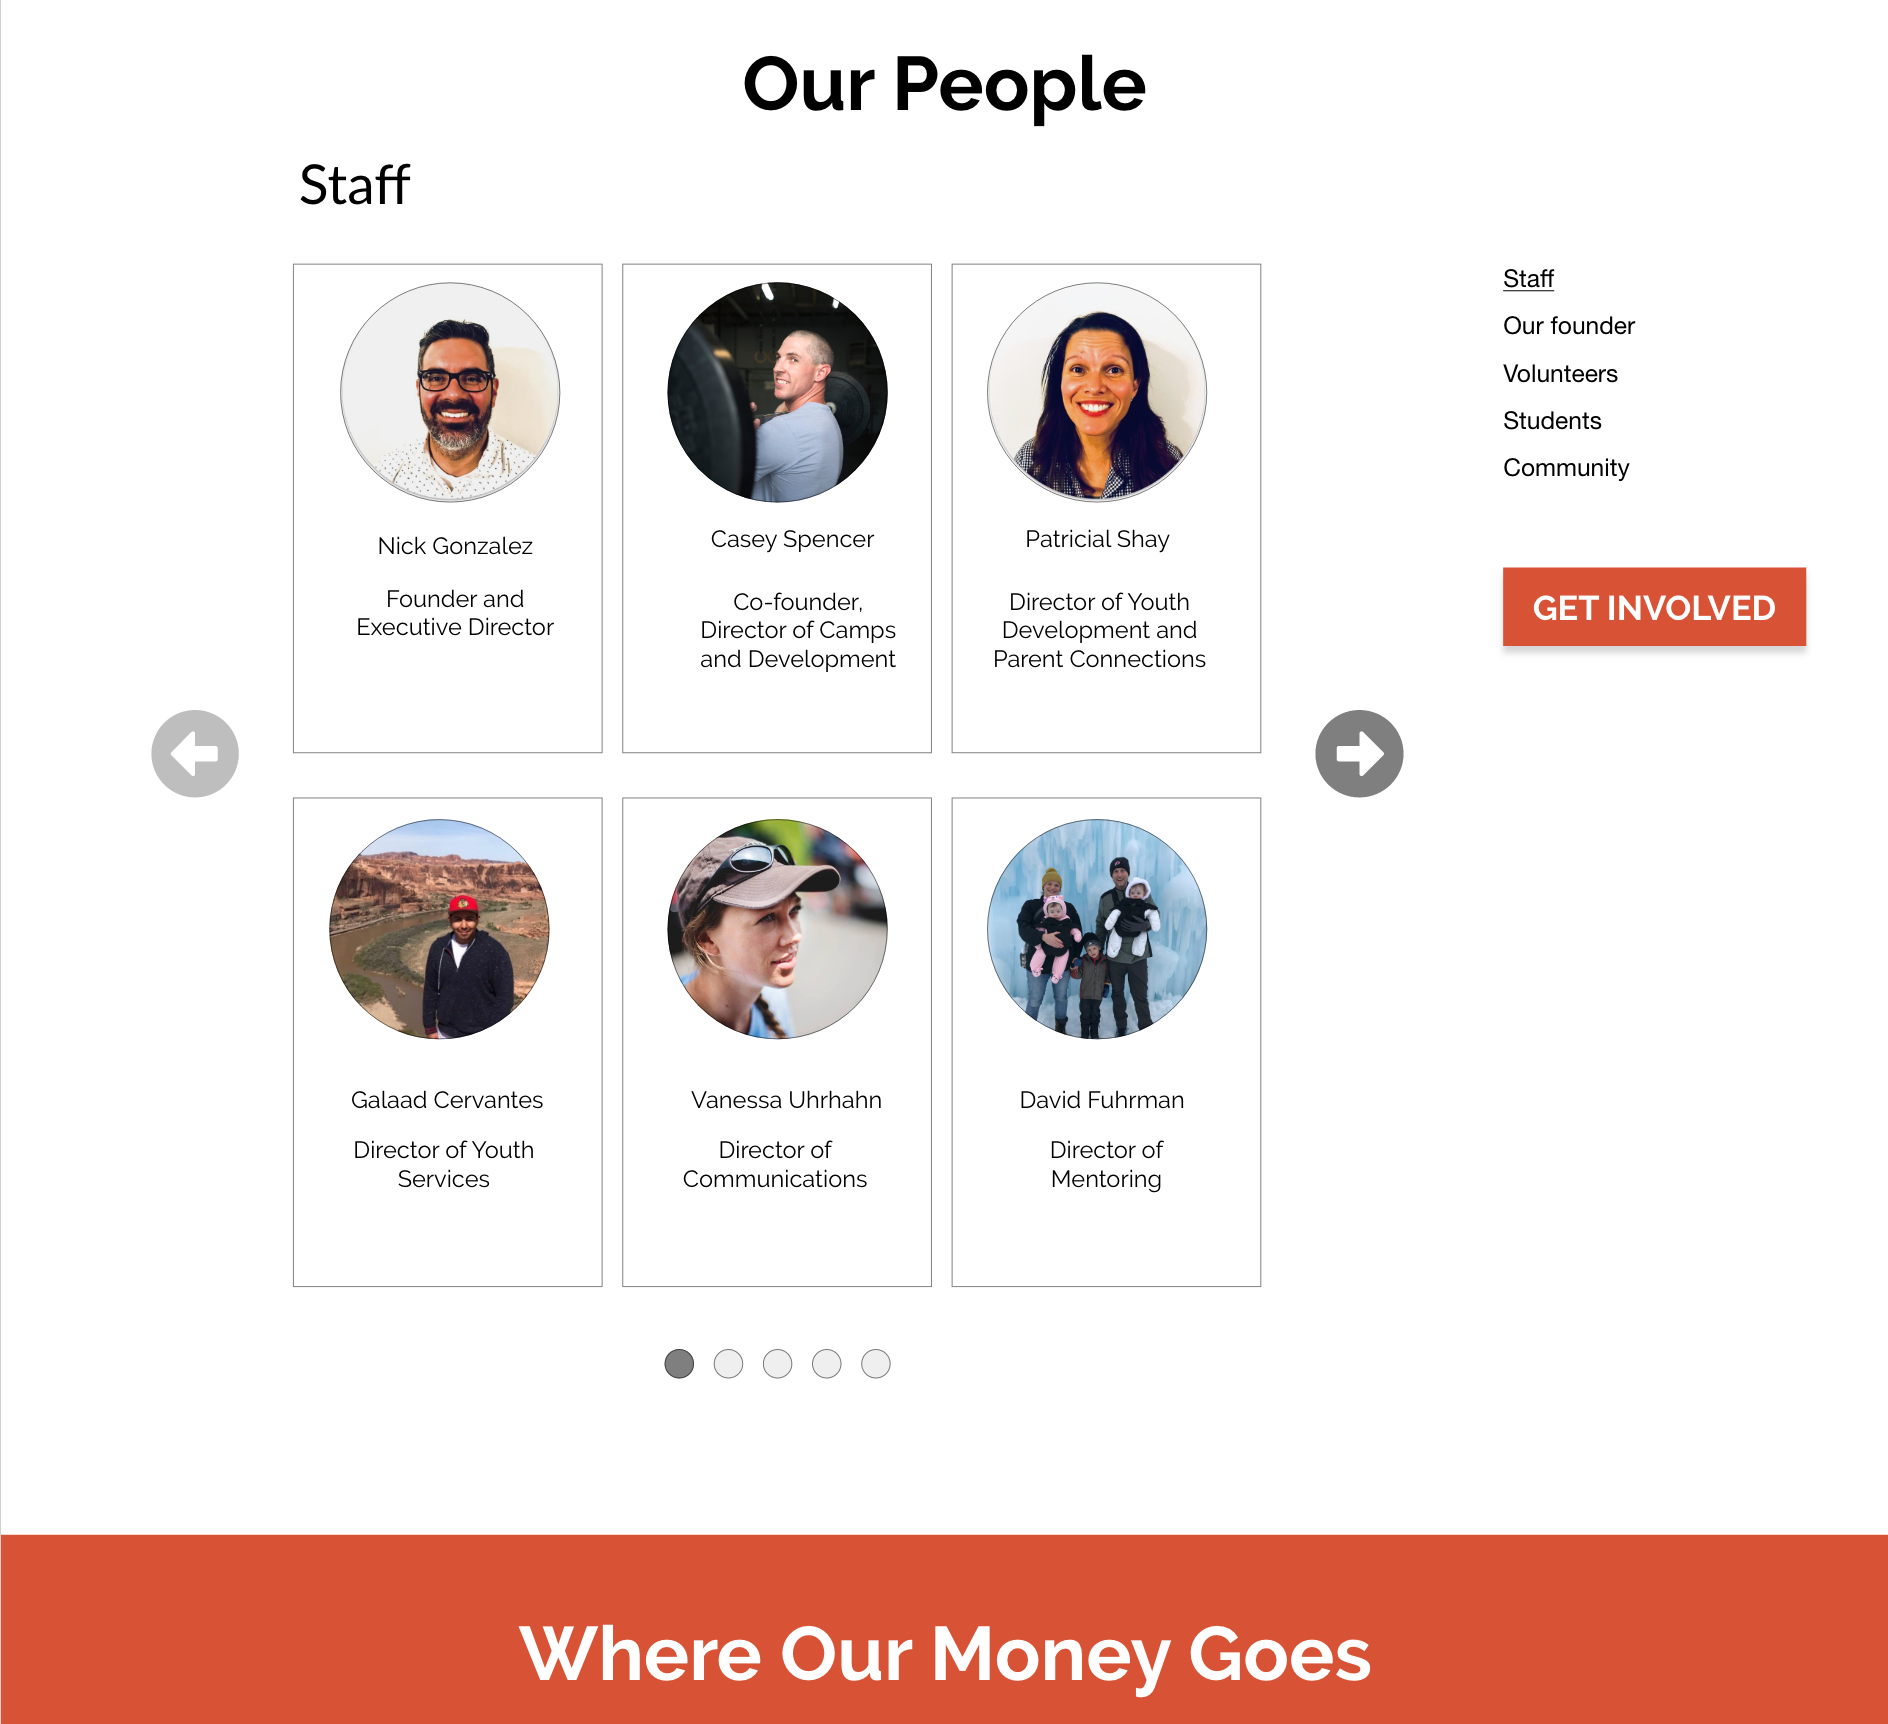 Our People
Staff
Nick Gonzalez
Founder and
Executive Director
Casey Spencer
Co-founder,
Director of Camps
and Development
Patricial Shay
Director of Youth
Development and
Parent Connections
Galaad Cervantes
Director of Youth
Services
Vanessa Uhrhahn
Director of
Communications
David Fuhrman
Director of
Mentoring
Staff
Our founder
Volunteers
Students
Community
GET INVOLVED
Where Our Money Goes